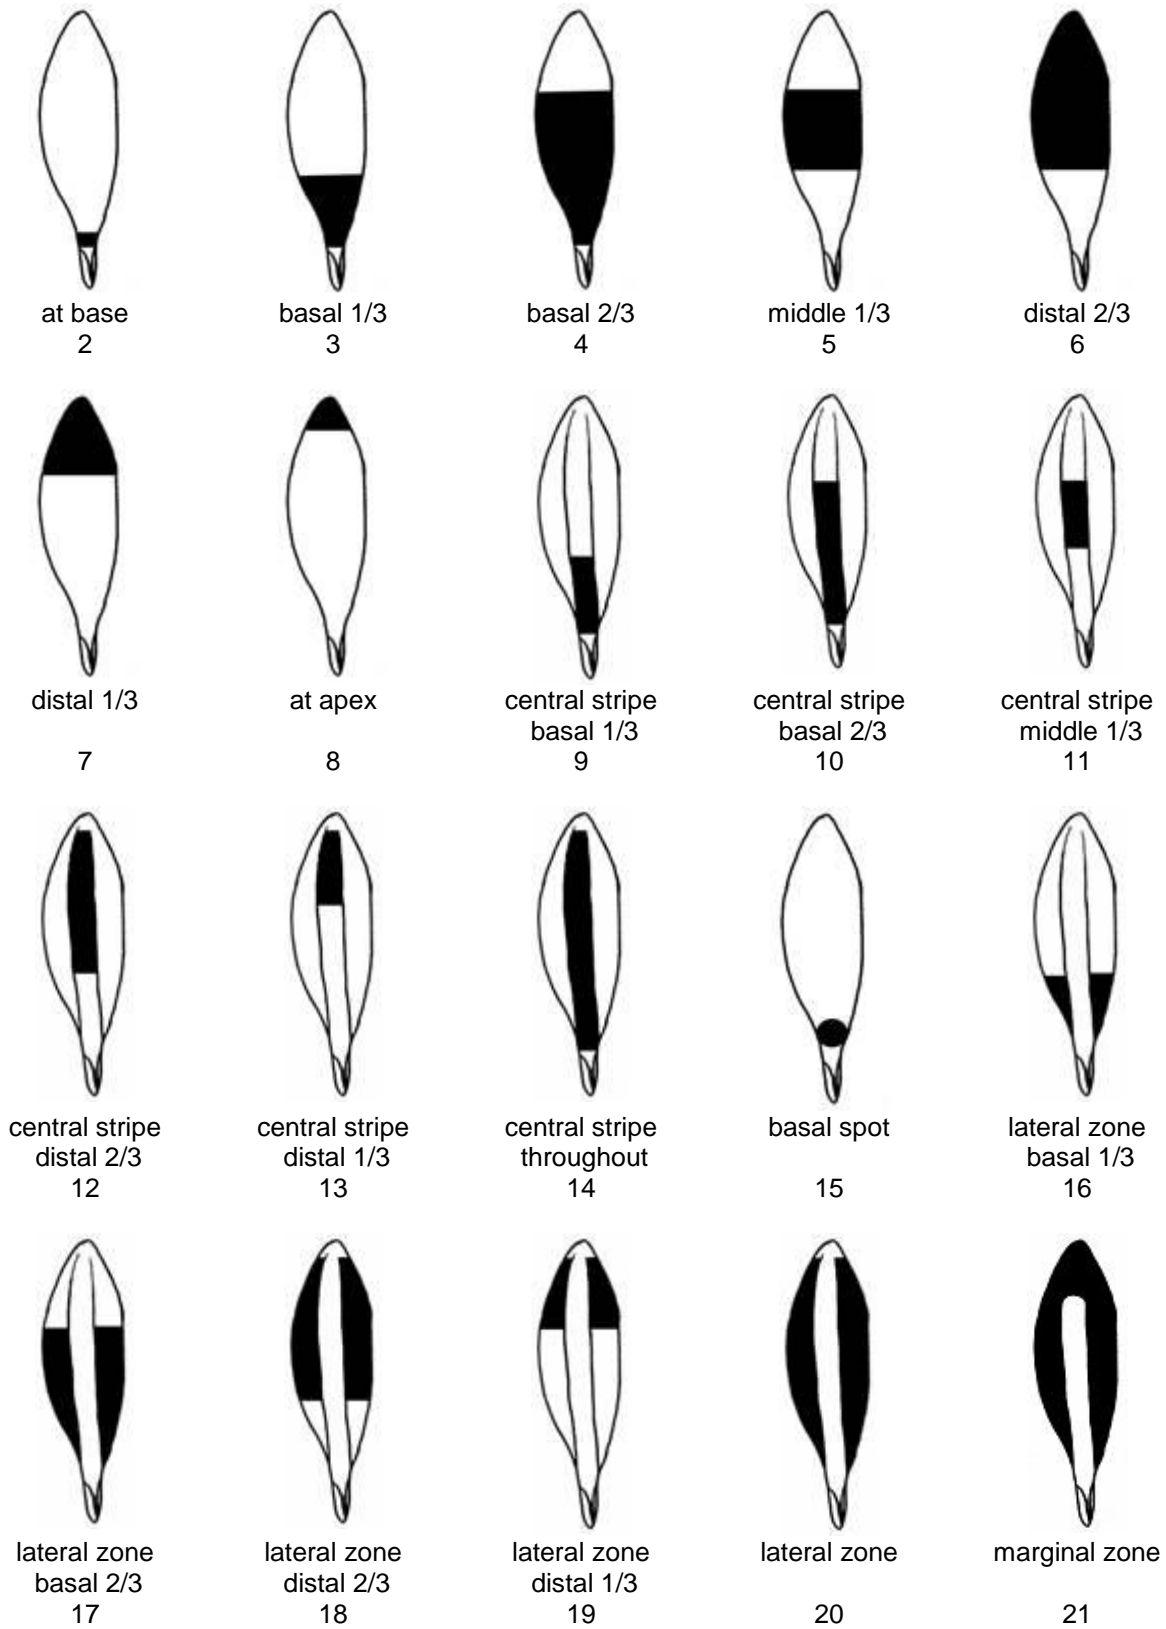 at base
2
basal 1/3
3
basal 2/3
4
middle 1/3
5
distal 2/3
6
distal 1/3
7
at apex
8
central stripe
basal 1/3
9
central stripe
basal 2/3
10
central stripe
middle 1/3
11
central stripe
distal 2/3
12
central stripe
distal 1/3
13
central stripe
throughout
14
basal spot
15
lateral zone
basal 1/3
16
lateral zone
basal 2/3
17
lateral zone
distal 2/3
18
lateral zone
distal 1/3
19
lateral zone
20
marginal zone
21